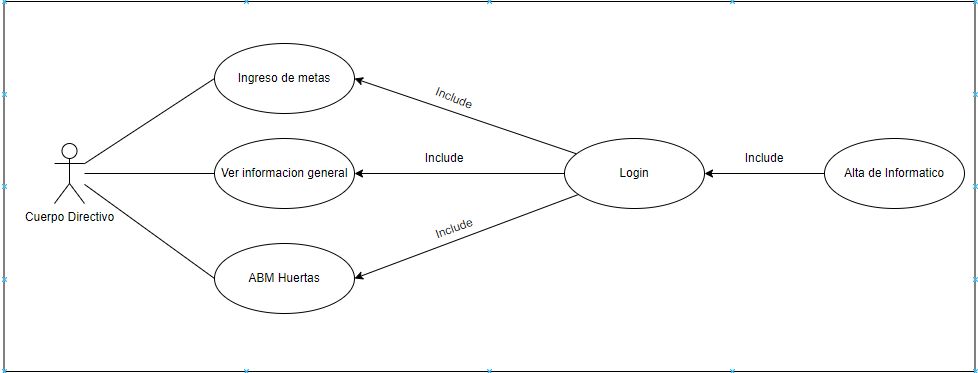 Ingreso de metas
Include
Ver informacion general
Include
Login
Include
Alta de Informatico
Cuerpo Directivo
Include
ABM Huertas